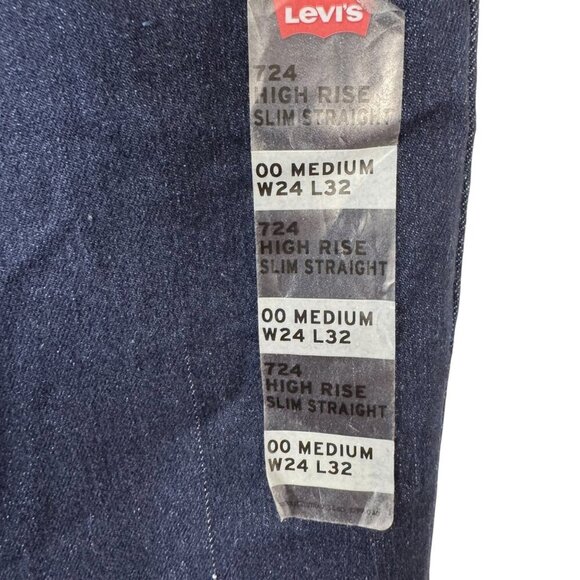 Levi's
724
HIGH RISE
SLIM STRAIGHT
00 MEDIUM
W24 L32
724
HIGH RISE
SLIM STRAIGHT
00 MEDIUM
W24 L32
724
HIGH RISE
SLIM STRAIGHT
00 MEDIUM
W24 L32